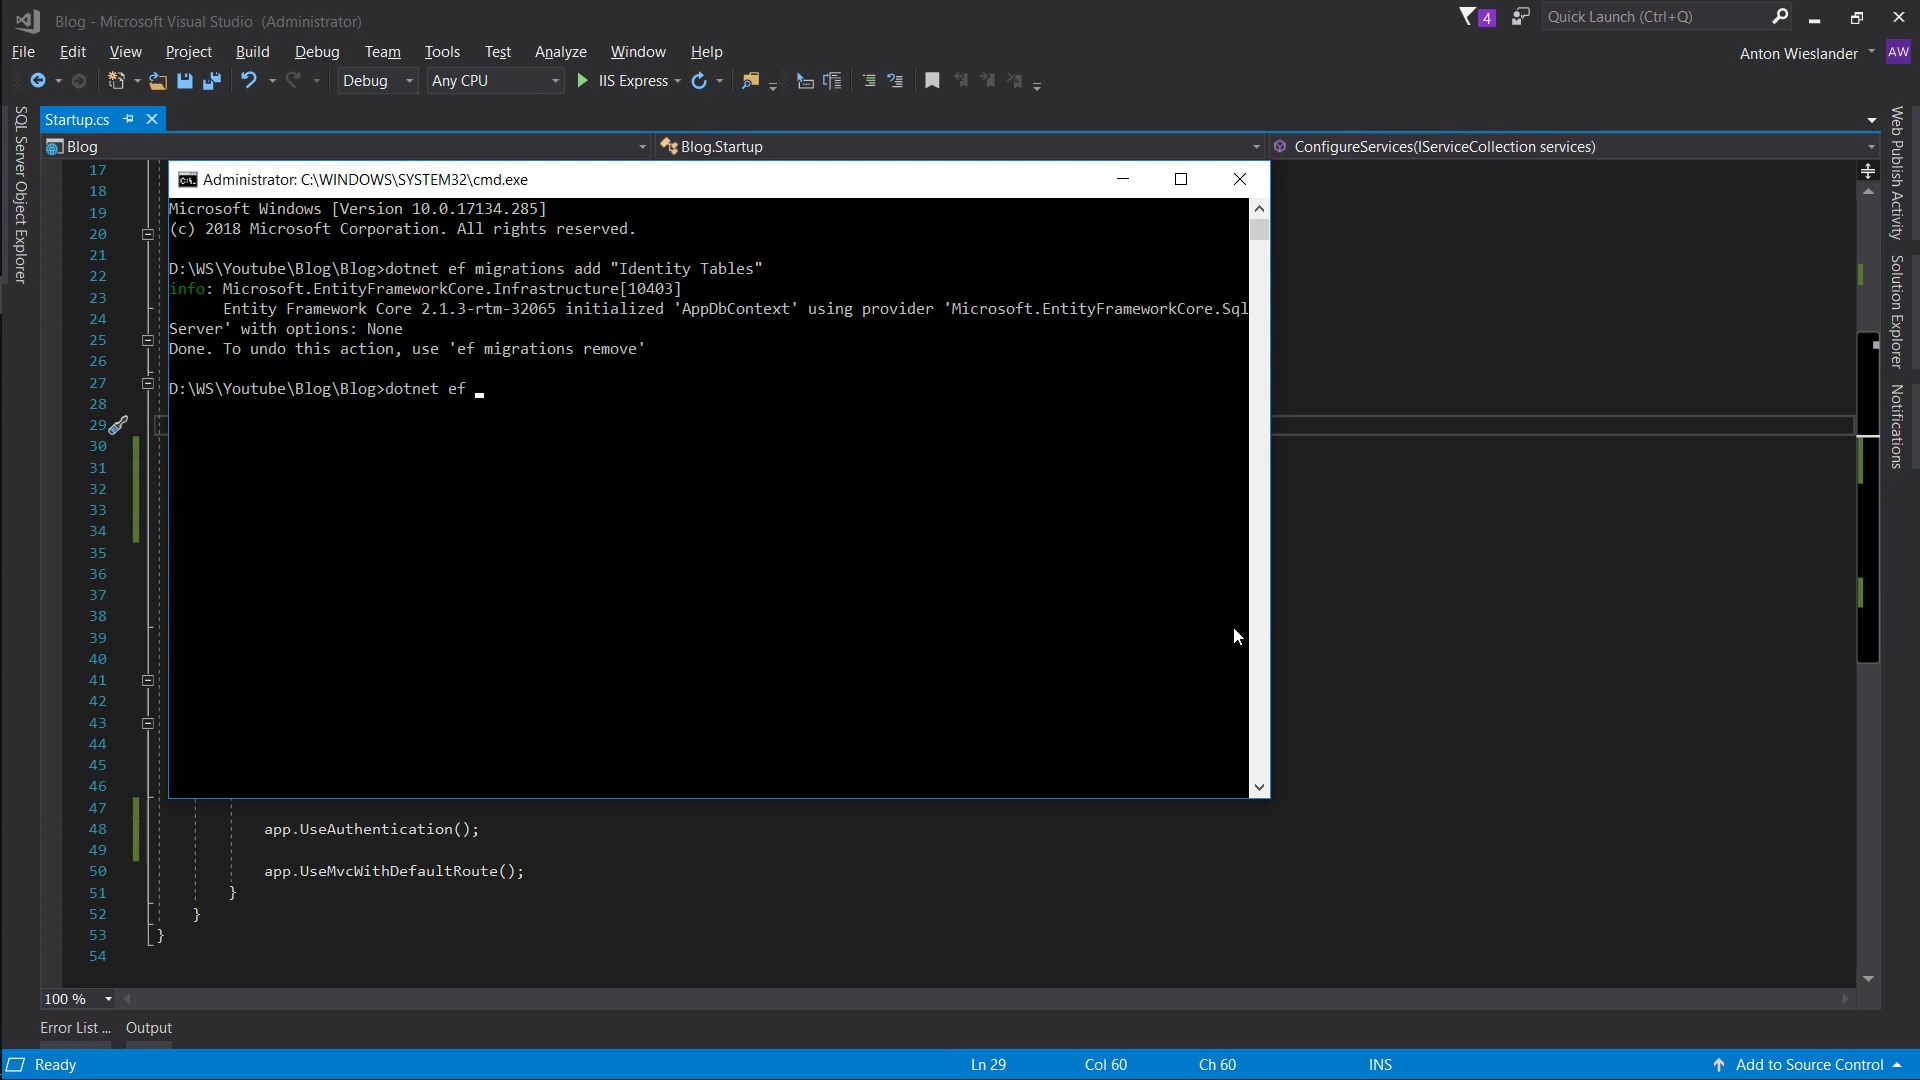 Blog - Microsoft Visual Studio (Administrator)
4
Quick Launch (Ctrl+Q)
File Edit View Project Build Debug Team Tools Test Analyze Window Help
Anton Wieslander AW
Debug Any CPU IIS Express
Startup.cs
Blog Blog.Startup ConfigureServices(IServiceCollection services)
SQL Server Object Explorer
Web Publish Activity
Solution Explorer
Notifications
Administrator: C:\WINDOWS\SYSTEM32\cmd.exe
Microsoft Windows [Version 10.0.17134.285]
(c) 2018 Microsoft Corporation. All rights reserved.
D:\WS\Youtube\Blog\Blog>dotnet ef migrations add "Identity Tables"
info: Microsoft.EntityFrameworkCore.Infrastructure[10403]
Entity Framework Core 2.1.3-rtm-32065 initialized 'AppDbContext' using provider 'Microsoft.EntityFrameworkCore.Sql
Server' with options: None
Done. To undo this action, use 'ef migrations remove'
D:\WS\Youtube\Blog\Blog>dotnet ef
17
18
19
20
21
22
23
24
25
26
27
28
29
30
31
32
33
34
35
36
37
38
39
40
41
42
43
44
45
46
47
48 app.UseAuthentication();
49
50 app.UseMvcWithDefaultRoute();
51 }
52 }
53 }
54
100 %
Error List ... Output
Ready Ln 29 Col 60 Ch 60 INS Add to Source Control